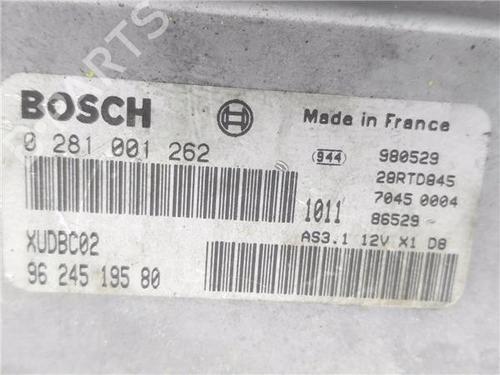 PARTS
BOSCH
Made in France
0 281 001 262
944 980529
28RTD845
7045 0004
1011 86529
XUDBC02
AS3.1 12V X1 D8
96 245 195 80